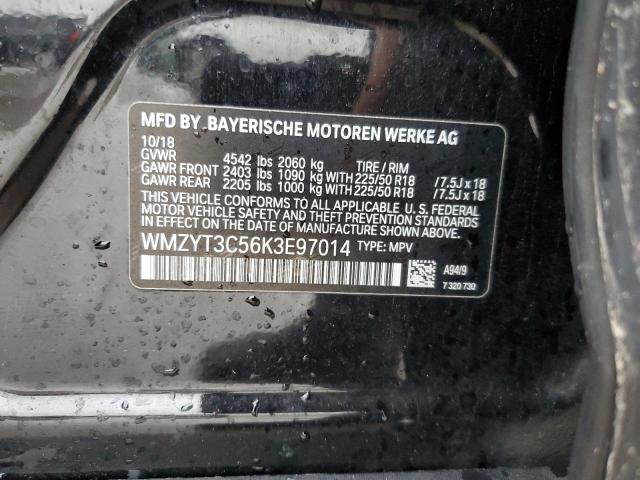 MFD BY. BAYERISCHE MOTOREN WERKE AG
10/18
GVWR 4542 lbs 2060 kg TIRE / RIM
GAWR FRONT 2403 lbs 1090 kg WITH 225/50 R18 /7.5J x 18
GAWR REAR 2205 lbs 1000 kg WITH 225/50 R18 /7.5J x 18
THIS VEHICLE CONFORMS TO ALL APPLICABLE U.S. FEDERAL
MOTOR VEHICLE SAFETY AND THEFT PREVENTION STANDARDS
IN EFFECT ON THE DATE OF MANUFACTURE SHOWN ABOVE.
WMZYT3C56K3E97014 TYPE: MPV
A94/9
7 320 730